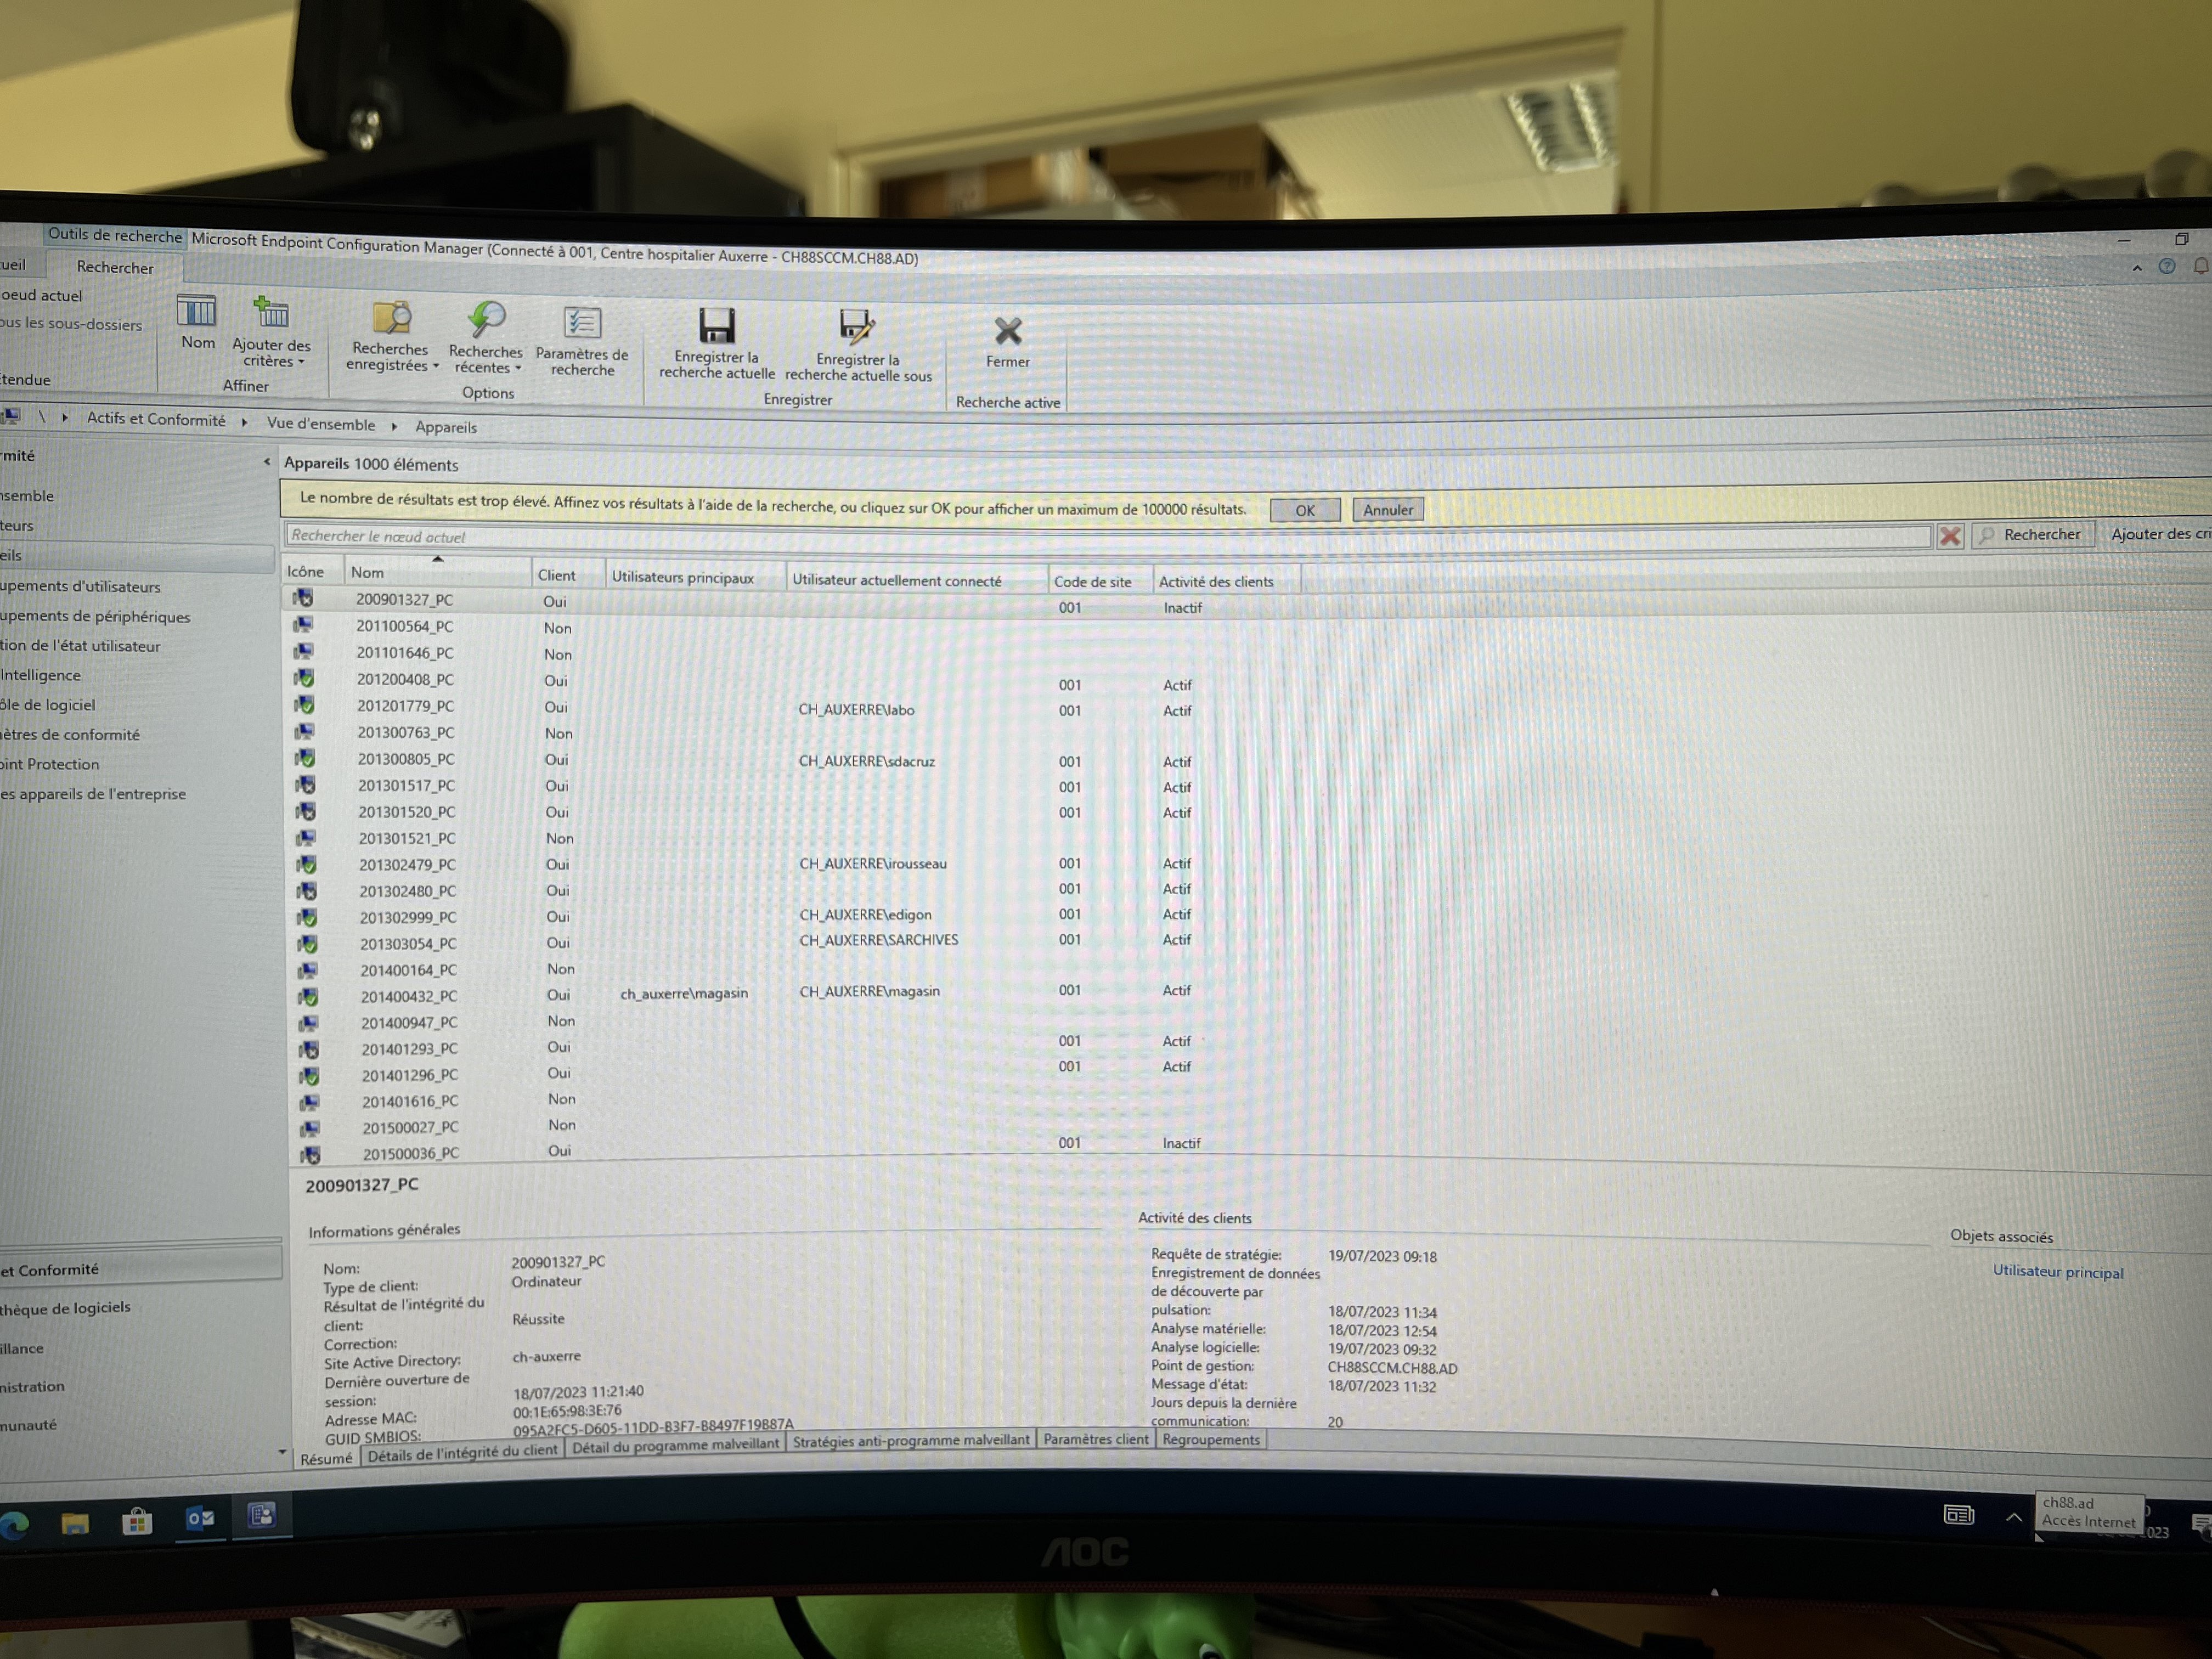 Outils de recherche Microsoft Endpoint Configuration Manager (Connecté à 001, Centre hospitalier Auxerre - CH88SCCM.CH88.AD)
ueil Rechercher
oeud actuel
ous les sous-dossiers
tendue
Nom
Ajouter des critères
Affiner
Recherches enregistrées
Recherches récentes
Paramètres de recherche
Options
Enregistrer la recherche actuelle
Enregistrer la recherche actuelle sous
Enregistrer
Fermer
Recherche active
\ Actifs et Conformité Vue d'ensemble Appareils
rmité
nsemble
teurs
eils
upements d'utilisateurs
upements de périphériques
tion de l'état utilisateur
Intelligence
ôle de logiciel
ètres de conformité
oint Protection
es appareils de l'entreprise
et Conformité
thèque de logiciels
illance
nistration
munauté
Appareils 1000 éléments
Le nombre de résultats est trop élevé. Affinez vos résultats à l'aide de la recherche, ou cliquez sur OK pour afficher un maximum de 100000 résultats. OK Annuler
Rechercher le nœud actuel Rechercher Ajouter des cri
Icône Nom Client Utilisateurs principaux Utilisateur actuellement connecté Code de site Activité des clients
200901327_PC Oui 001 Inactif
201100564_PC Non
201101646_PC Non
201200408_PC Oui 001 Actif
201201779_PC Oui CH_AUXERRE\labo 001 Actif
201300763_PC Non
201300805_PC Oui CH_AUXERRE\sdacruz 001 Actif
201301517_PC Oui 001 Actif
201301520_PC Oui 001 Actif
201301521_PC Non
201302479_PC Oui CH_AUXERRE\irousseau 001 Actif
201302480_PC Oui 001 Actif
201302999_PC Oui CH_AUXERRE\edigon 001 Actif
201303054_PC Oui CH_AUXERRE\SARCHIVES 001 Actif
201400164_PC Non
201400432_PC Oui ch_auxerre\magasin CH_AUXERRE\magasin 001 Actif
201400947_PC Non
201401293_PC Oui 001 Actif
201401296_PC Oui 001 Actif
201401616_PC Non
201500027_PC Non
201500036_PC Oui 001 Inactif
200901327_PC
Informations générales
Nom: 200901327_PC
Type de client: Ordinateur
Résultat de l'intégrité du
client: Réussite
Correction:
Site Active Directory: ch-auxerre
Dernière ouverture de
session: 18/07/2023 11:21:40
Adresse MAC: 00:1E:65:98:3E:76
GUID SMBIOS: 095A2FC5-D605-11DD-B3F7-B8497F19B87A
Activité des clients
Requête de stratégie: 19/07/2023 09:18
Enregistrement de données
de découverte par
pulsation: 18/07/2023 11:34
Analyse matérielle: 18/07/2023 12:54
Analyse logicielle: 19/07/2023 09:32
Point de gestion: CH88SCCM.CH88.AD
Message d'état: 18/07/2023 11:32
Jours depuis la dernière
communication: 20
Objets associés
Utilisateur principal
Résumé Détails de l'intégrité du client Détail du programme malveillant Stratégies anti-programme malveillant Paramètres client Regroupements
ch88.ad
Accès Internet
023
AOC